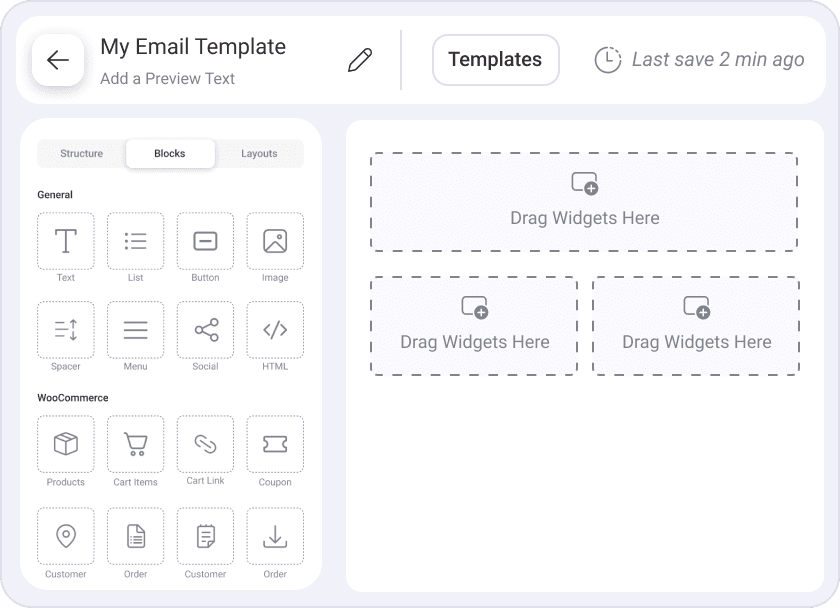 My Email Template
Add a Preview Text
Templates
Last save 2 min ago
Structure
Blocks
Layouts
General
Text
List
Button
Image
Spacer
Menu
Social
HTML
WooCommerce
Products
Cart Items
Cart Link
Coupon
Customer
Order
Customer
Order
Drag Widgets Here
Drag Widgets Here
Drag Widgets Here